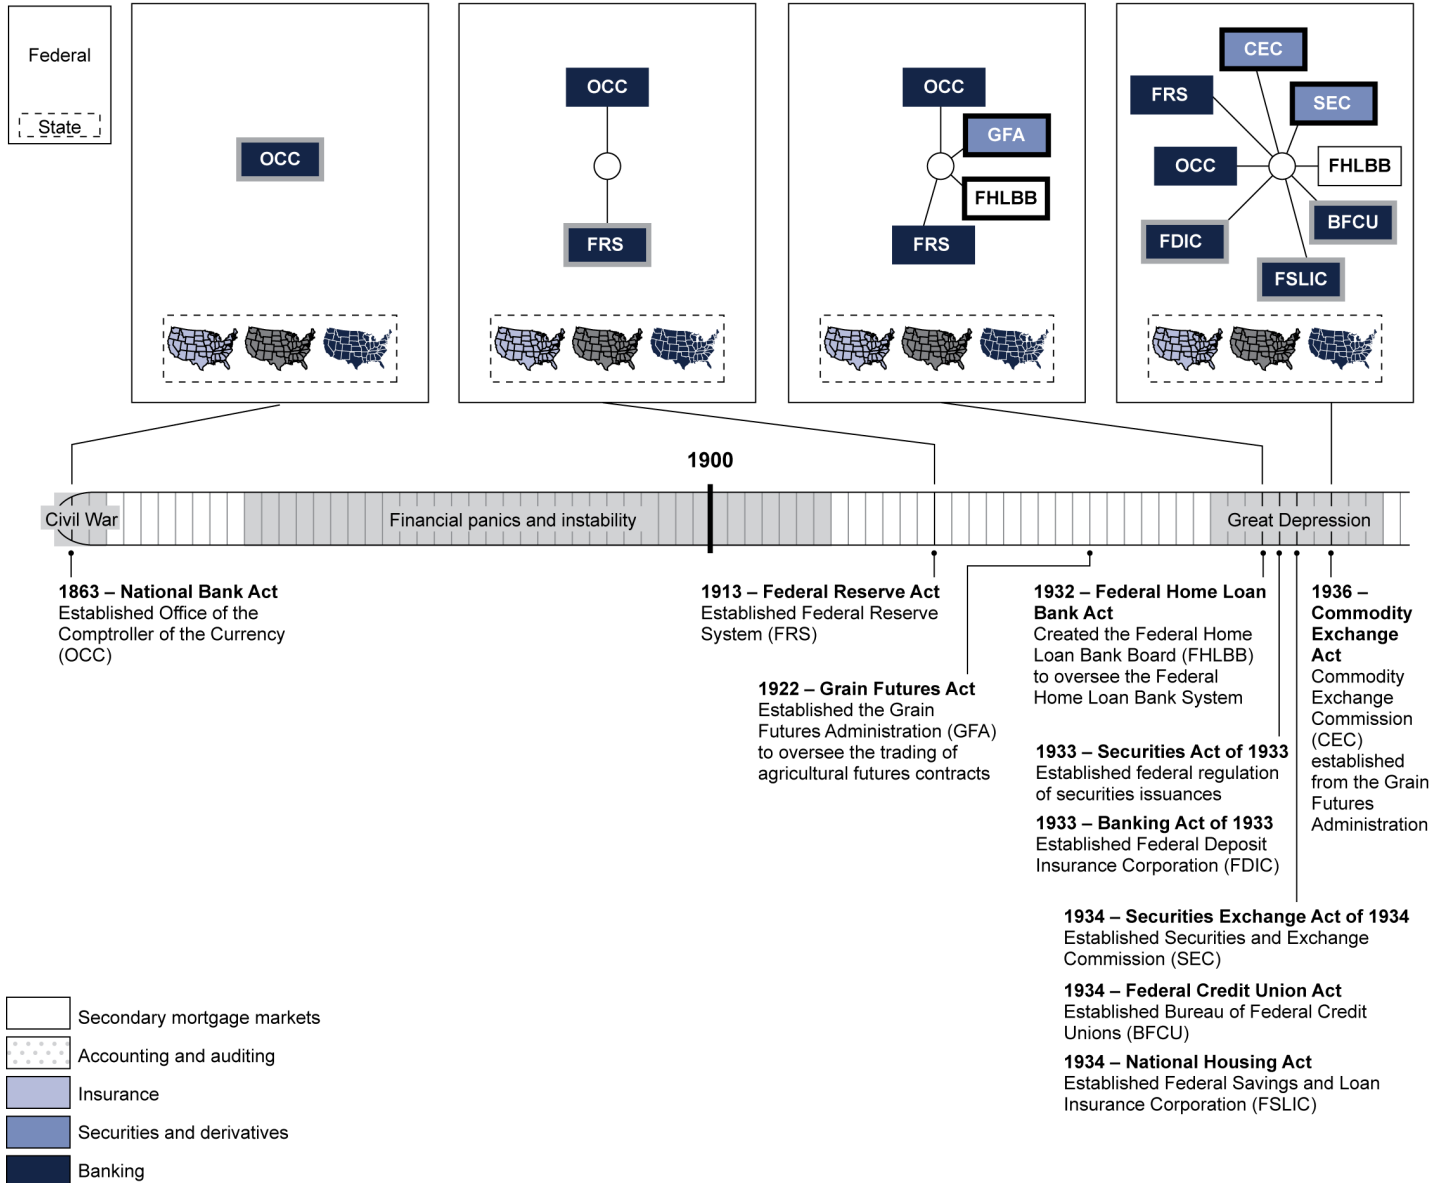 Federal
State
OCC
OCC
FRS
OCC
GFA
FHLBB
FRS
CEC
FRS
SEC
OCC
FHLBB
BFCU
FDIC
FSLIC
1900
Civil War
Financial panics and instability
Great Depression
1863 – National Bank Act
Established Office of the
Comptroller of the Currency
(OCC)
1913 – Federal Reserve Act
Established Federal Reserve
System (FRS)
1922 – Grain Futures Act
Established the Grain
Futures Administration (GFA)
to oversee the trading of
agricultural futures contracts
1932 – Federal Home Loan
Bank Act
Created the Federal Home
Loan Bank Board (FHLBB)
to oversee the Federal
Home Loan Bank System
1933 – Securities Act of 1933
Established federal regulation
of securities issuances
1933 – Banking Act of 1933
Established Federal Deposit
Insurance Corporation (FDIC)
1934 – Securities Exchange Act of 1934
Established Securities and Exchange
Commission (SEC)
1934 – Federal Credit Union Act
Established Bureau of Federal Credit
Unions (BFCU)
1934 – National Housing Act
Established Federal Savings and Loan
Insurance Corporation (FSLIC)
1936 –
Commodity
Exchange
Act
Commodity
Exchange
Commission
(CEC)
established
from the Grain
Futures
Administration
Secondary mortgage markets
Accounting and auditing
Insurance
Securities and derivatives
Banking